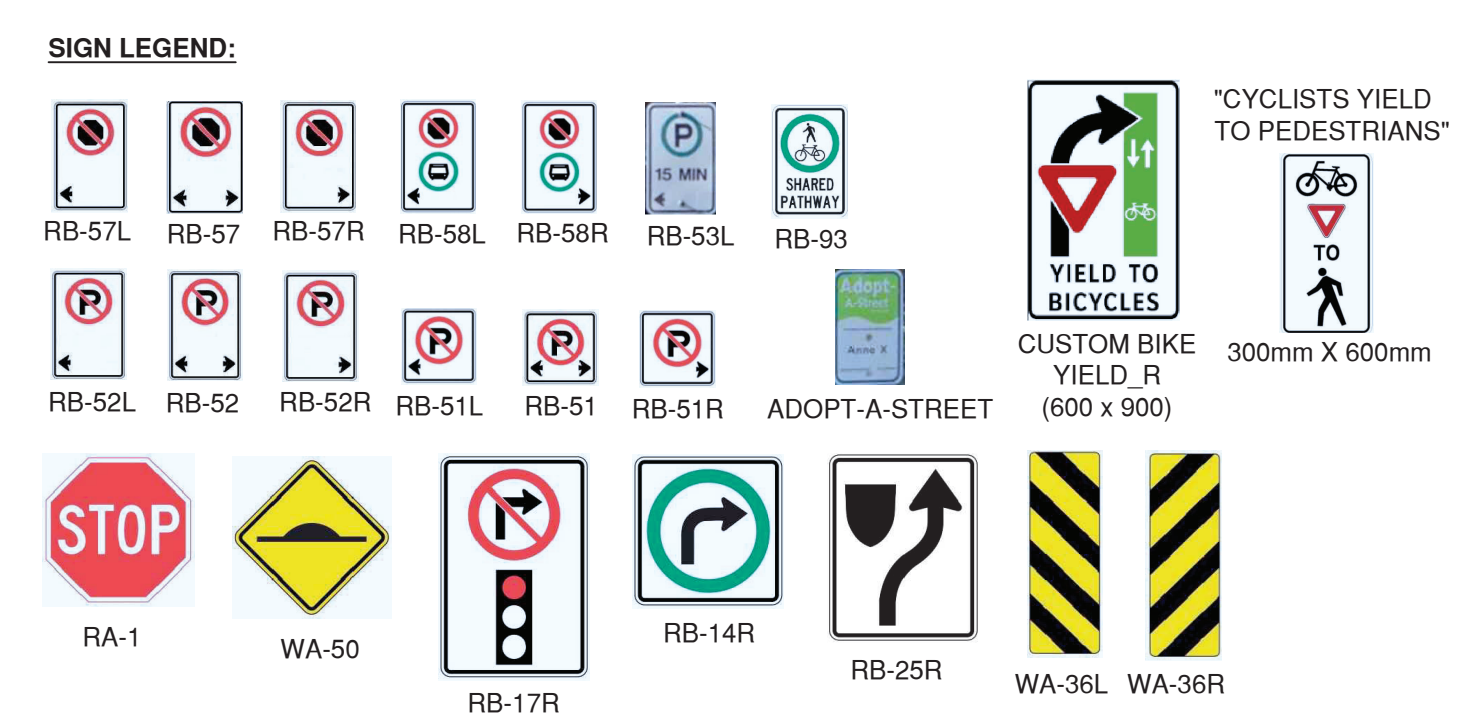 SIGN LEGEND:
"CYCLISTS YIELD
TO PEDESTRIANS"
P
15 MIN
SHARED
PATHWAY
YIELD TO
BICYCLES
TO
RB-57L
RB-57
RB-57R
RB-58L
RB-58R
RB-53L
RB-93
P
P
P
P
P
P
Adopt-
A-Street
Anne X
RB-52L
RB-52
RB-52R
RB-51L
RB-51
RB-51R
ADOPT-A-STREET
CUSTOM BIKE
YIELD_R
(600 x 900)
300mm X 600mm
STOP
RA-1
WA-50
RB-17R
RB-14R
RB-25R
WA-36L
WA-36R